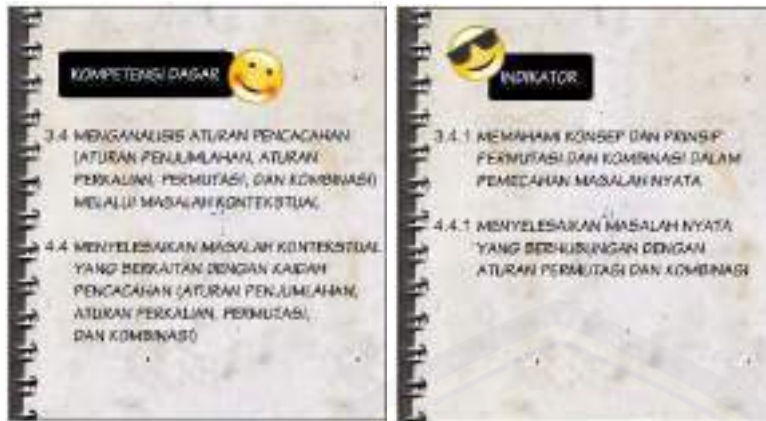 KOMPETENSI DASAR
3.4 MENGANALISIS ATURAN PENCACAHAN
(ATURAN PENJUMLAHAN, ATURAN
PERKALIAN, PERMUTASI, DAN KOMBINASI)
MELALUI MASALAH KONTEKSTUAL
4.4 MENYELESAIKAN MASALAH KONTEKSTUAL
YANG BERKAITAN DENGAN KAIDAH
PENCACAHAN (ATURAN PENJUMLAHAN,
ATURAN PERKALIAN, PERMUTASI,
DAN KOMBINASI)
INDIKATOR
3.4.1 MEMAHAMI KONSEP DAN PRINSIP
PERMUTASI DAN KOMBINASI DALAM
PEMECAHAN MASALAH NYATA
4.4.1 MENYELESAIKAN MASALAH NYATA
YANG BERHUBUNGAN DENGAN
ATURAN PERMUTASI DAN KOMBINASI